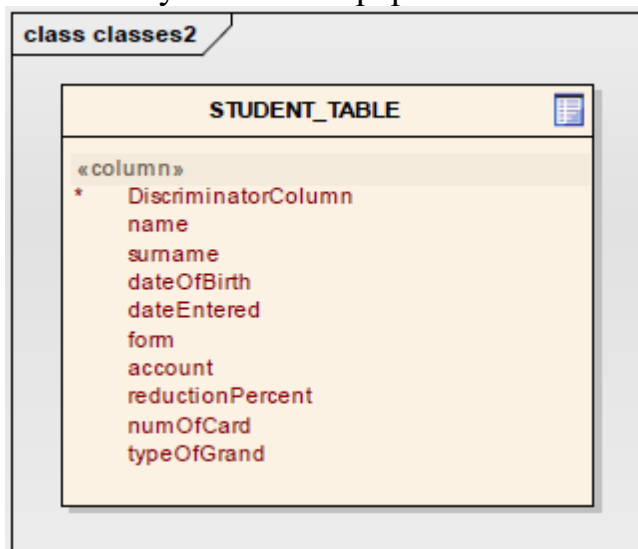 class classes2
STUDENT_TABLE
«column»
* DiscriminatorColumn
name
surname
dateOfBirth
dateEntered
form
account
reductionPercent
numOfCard
typeOfGrand